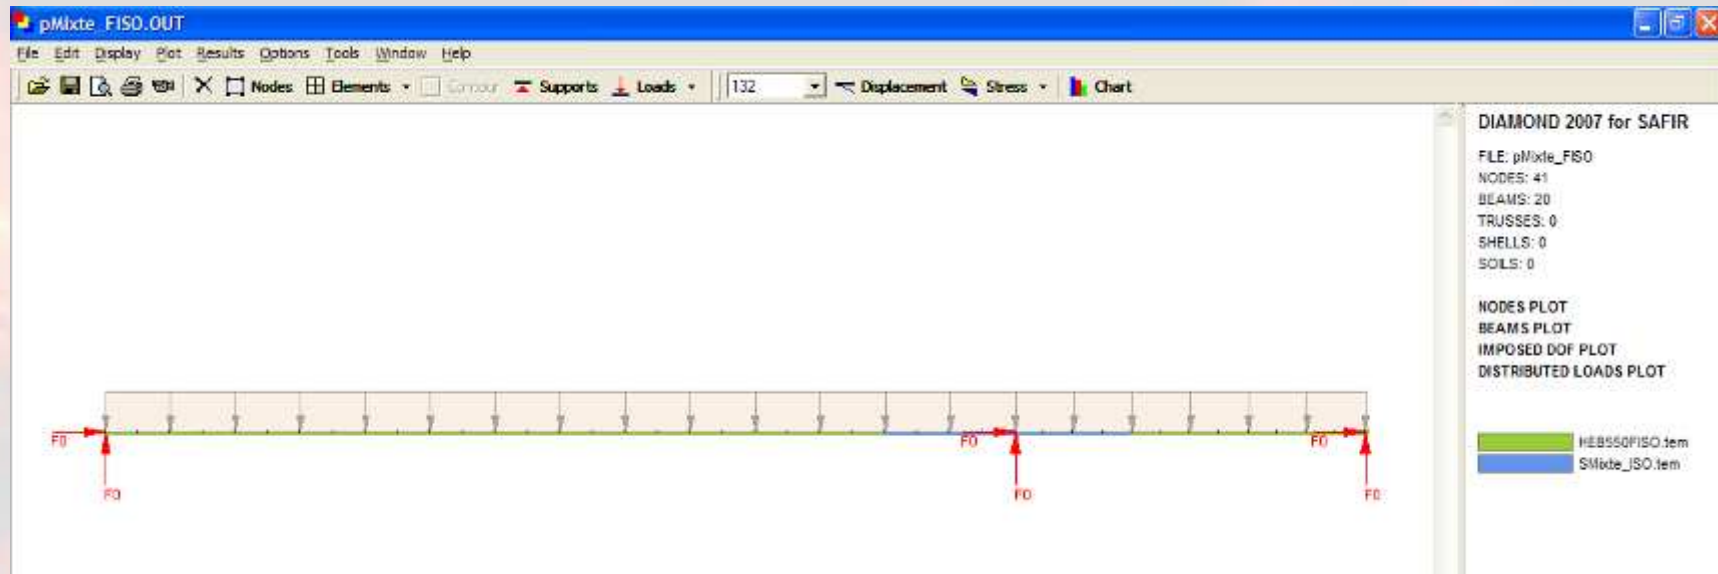 pMixte_FISO.OUT
File Edit Display Plot Results Options Tools Window Help
Nodes Elements Contour Supports Loads 132 Displacement Stress Chart
DIAMOND 2007 for SAFIR
FILE: pMixte_FISO
NODES: 41
BEAMS: 20
TRUSSES: 0
SHELLS: 0
SOILS: 0
NODES PLOT
BEAMS PLOT
IMPOSED DOF PLOT
DISTRIBUTED LOADS PLOT
F0 F0 F0
F0 F0 F0
HEB550FISO.tem
SMixte_ISO.tem